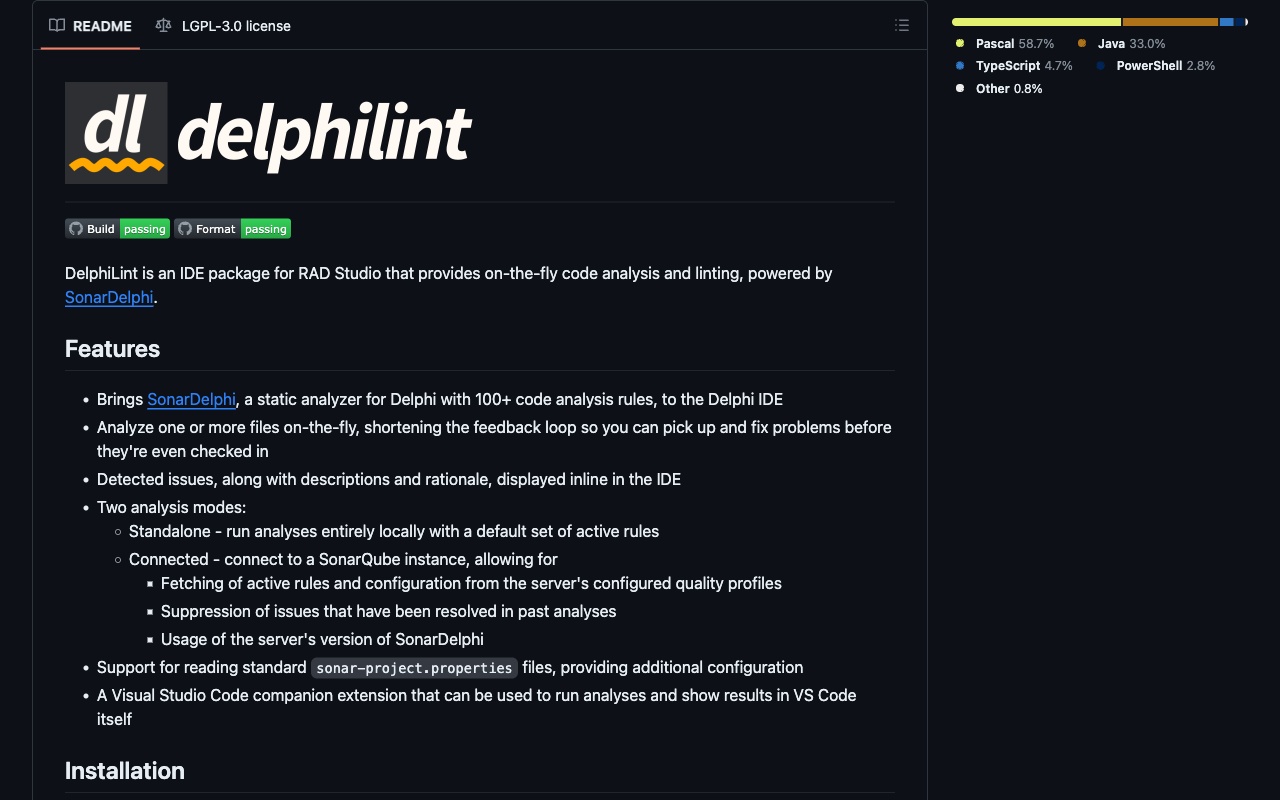 README
LGPL-3.0 license
dl delphilint
Build passing Format passing
DelphiLint is an IDE package for RAD Studio that provides on-the-fly code analysis and linting, powered by
SonarDelphi.
Features
Brings SonarDelphi, a static analyzer for Delphi with 100+ code analysis rules, to the Delphi IDE
Analyze one or more files on-the-fly, shortening the feedback loop so you can pick up and fix problems before
they're even checked in
Detected issues, along with descriptions and rationale, displayed inline in the IDE
Two analysis modes:
Standalone - run analyses entirely locally with a default set of active rules
Connected - connect to a SonarQube instance, allowing for
Fetching of active rules and configuration from the server's configured quality profiles
Suppression of issues that have been resolved in past analyses
Usage of the server's version of SonarDelphi
Support for reading standard sonar-project.properties files, providing additional configuration
A Visual Studio Code companion extension that can be used to run analyses and show results in VS Code
itself
Installation
Pascal 58.7% Java 33.0%
TypeScript 4.7% PowerShell 2.8%
Other 0.8%